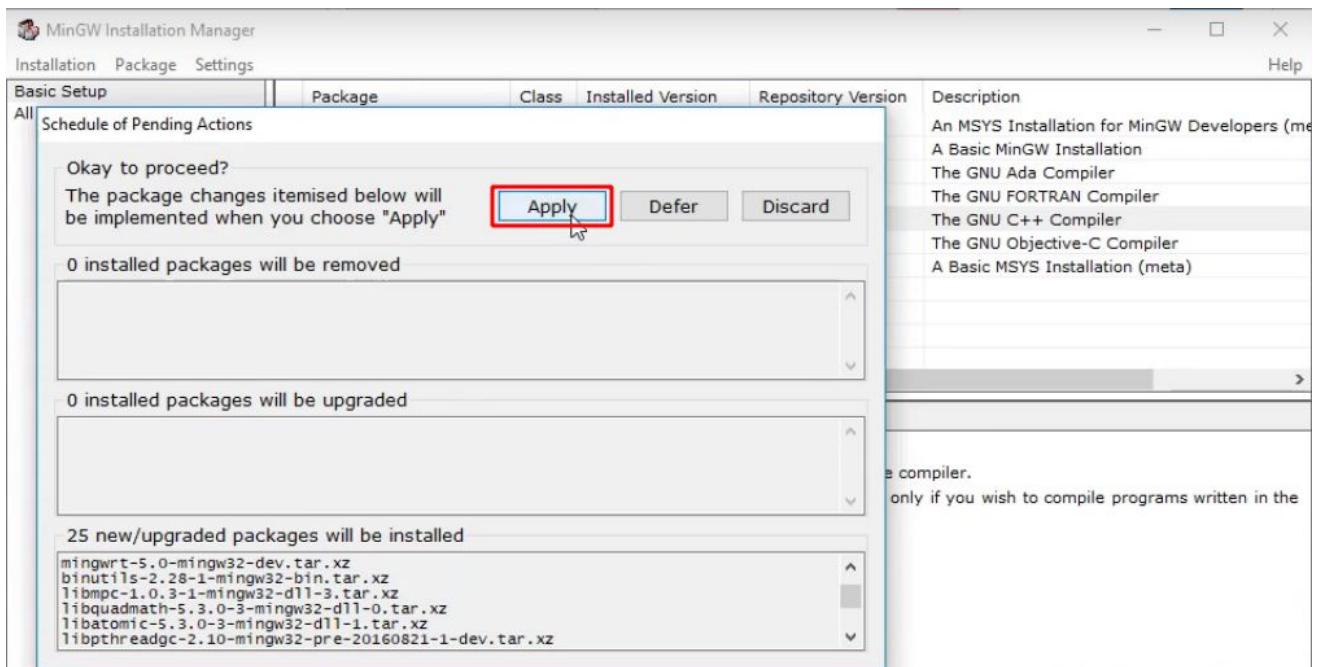 MinGW Installation Manager
Installation Package Settings Help
Basic Setup
All
Package Class Installed Version Repository Version Description
Schedule of Pending Actions
Okay to proceed?
The package changes itemised below will
be implemented when you choose "Apply"
Apply Defer Discard
0 installed packages will be removed
0 installed packages will be upgraded
25 new/upgraded packages will be installed
mingwrt-5.0-mingw32-dev.tar.xz
binutils-2.28-1-mingw32-bin.tar.xz
libmpc-1.0.3-1-mingw32-dll-3.tar.xz
libquadmath-5.3.0-3-mingw32-dll-0.tar.xz
libatomic-5.3.0-3-mingw32-dll-1.tar.xz
libpthreadgc-2.10-mingw32-pre-20160821-1-dev.tar.xz
An MSYS Installation for MinGW Developers (me
A Basic MinGW Installation
The GNU Ada Compiler
The GNU FORTRAN Compiler
The GNU C++ Compiler
The GNU Objective-C Compiler
A Basic MSYS Installation (meta)
e compiler.
only if you wish to compile programs written in the